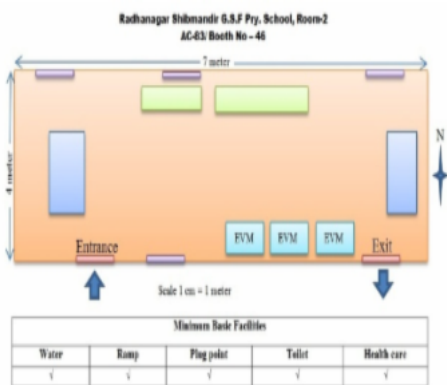 Radhanagar Shibmandir G.S.F Pry. School, Room-2
AC-83/ Booth No – 46
7 meter
4 meter
N
EVM EVM EVM
Entrance Exit
Scale 1 cm = 1 meter
Minimum Basic Facilities
Water Ramp Plug point Toilet Health care
√ √ √ √ √